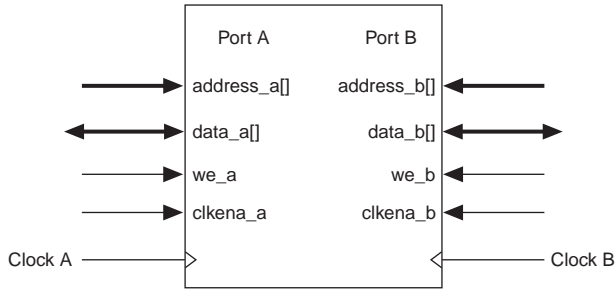 Port A Port B
address_a[] address_b[]
data_a[] data_b[]
we_a we_b
clkena_a clkena_b
Clock A Clock B